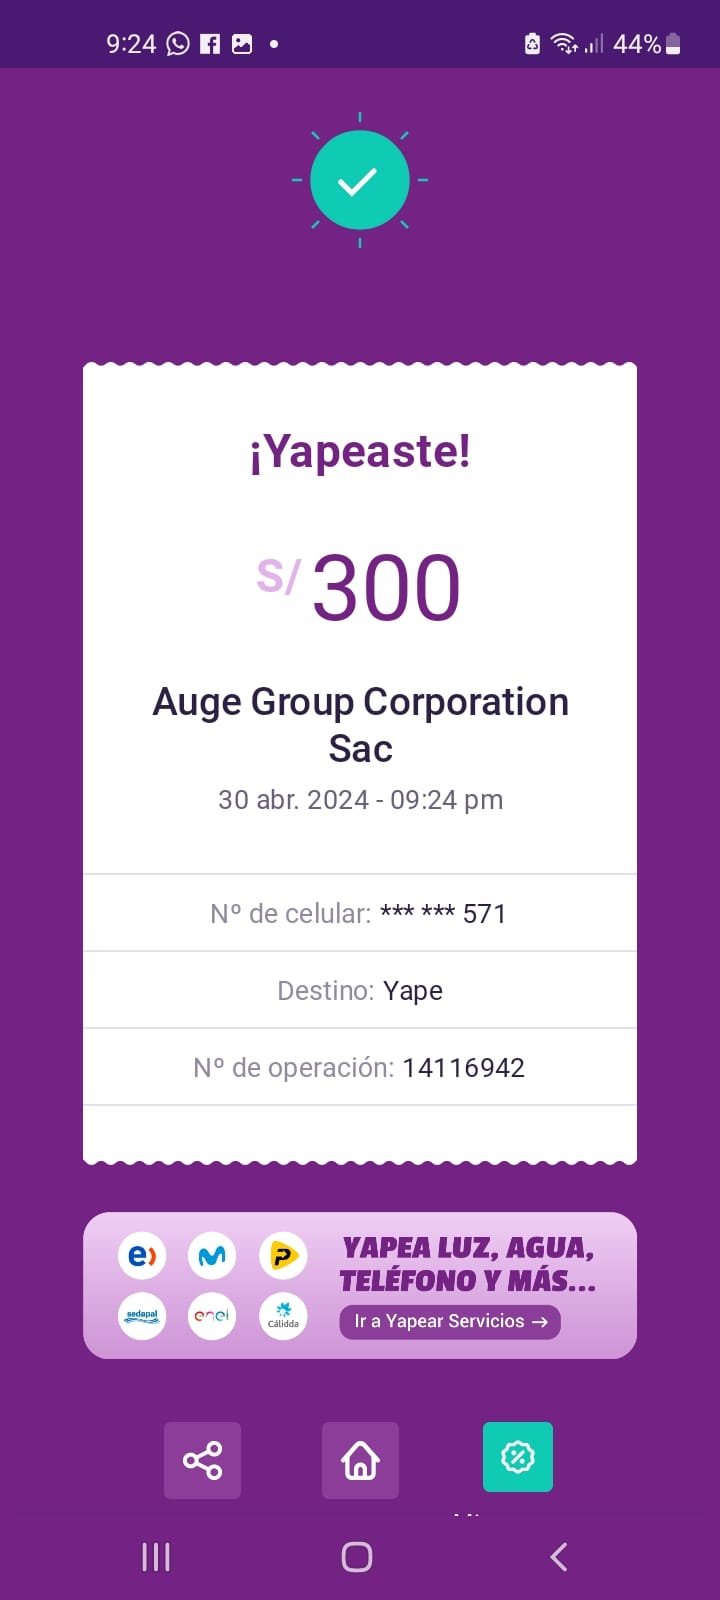 9:24
44%
¡Yapeaste!
S/ 300
Auge Group Corporation
Sac
30 abr. 2024 - 09:24 pm
Nº de celular: *** *** 571
Destino: Yape
Nº de operación: 14116942
e)
P
sedapal
enel
Cálidda
YAPEA LUZ, AGUA,
TELÉFONO Y MÁS...
Ir a Yapear Servicios →